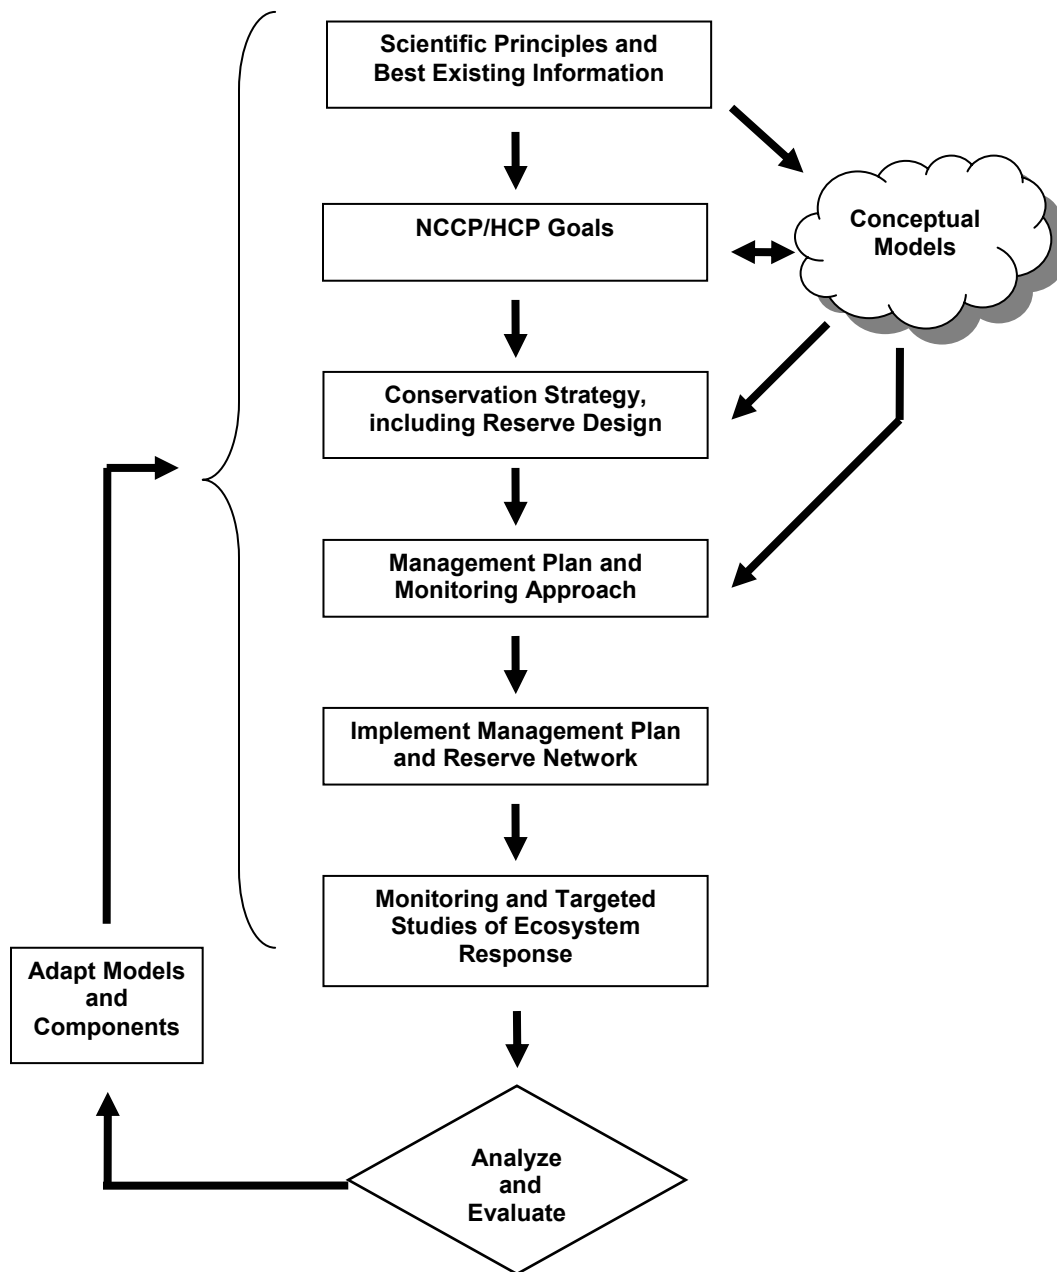 Scientific Principles and
Best Existing Information
NCCP/HCP Goals
Conceptual
Models
Conservation Strategy,
including Reserve Design
Management Plan and
Monitoring Approach
Implement Management Plan
and Reserve Network
Monitoring and Targeted
Studies of Ecosystem
Response
Adapt Models
and
Components
Analyze
and
Evaluate